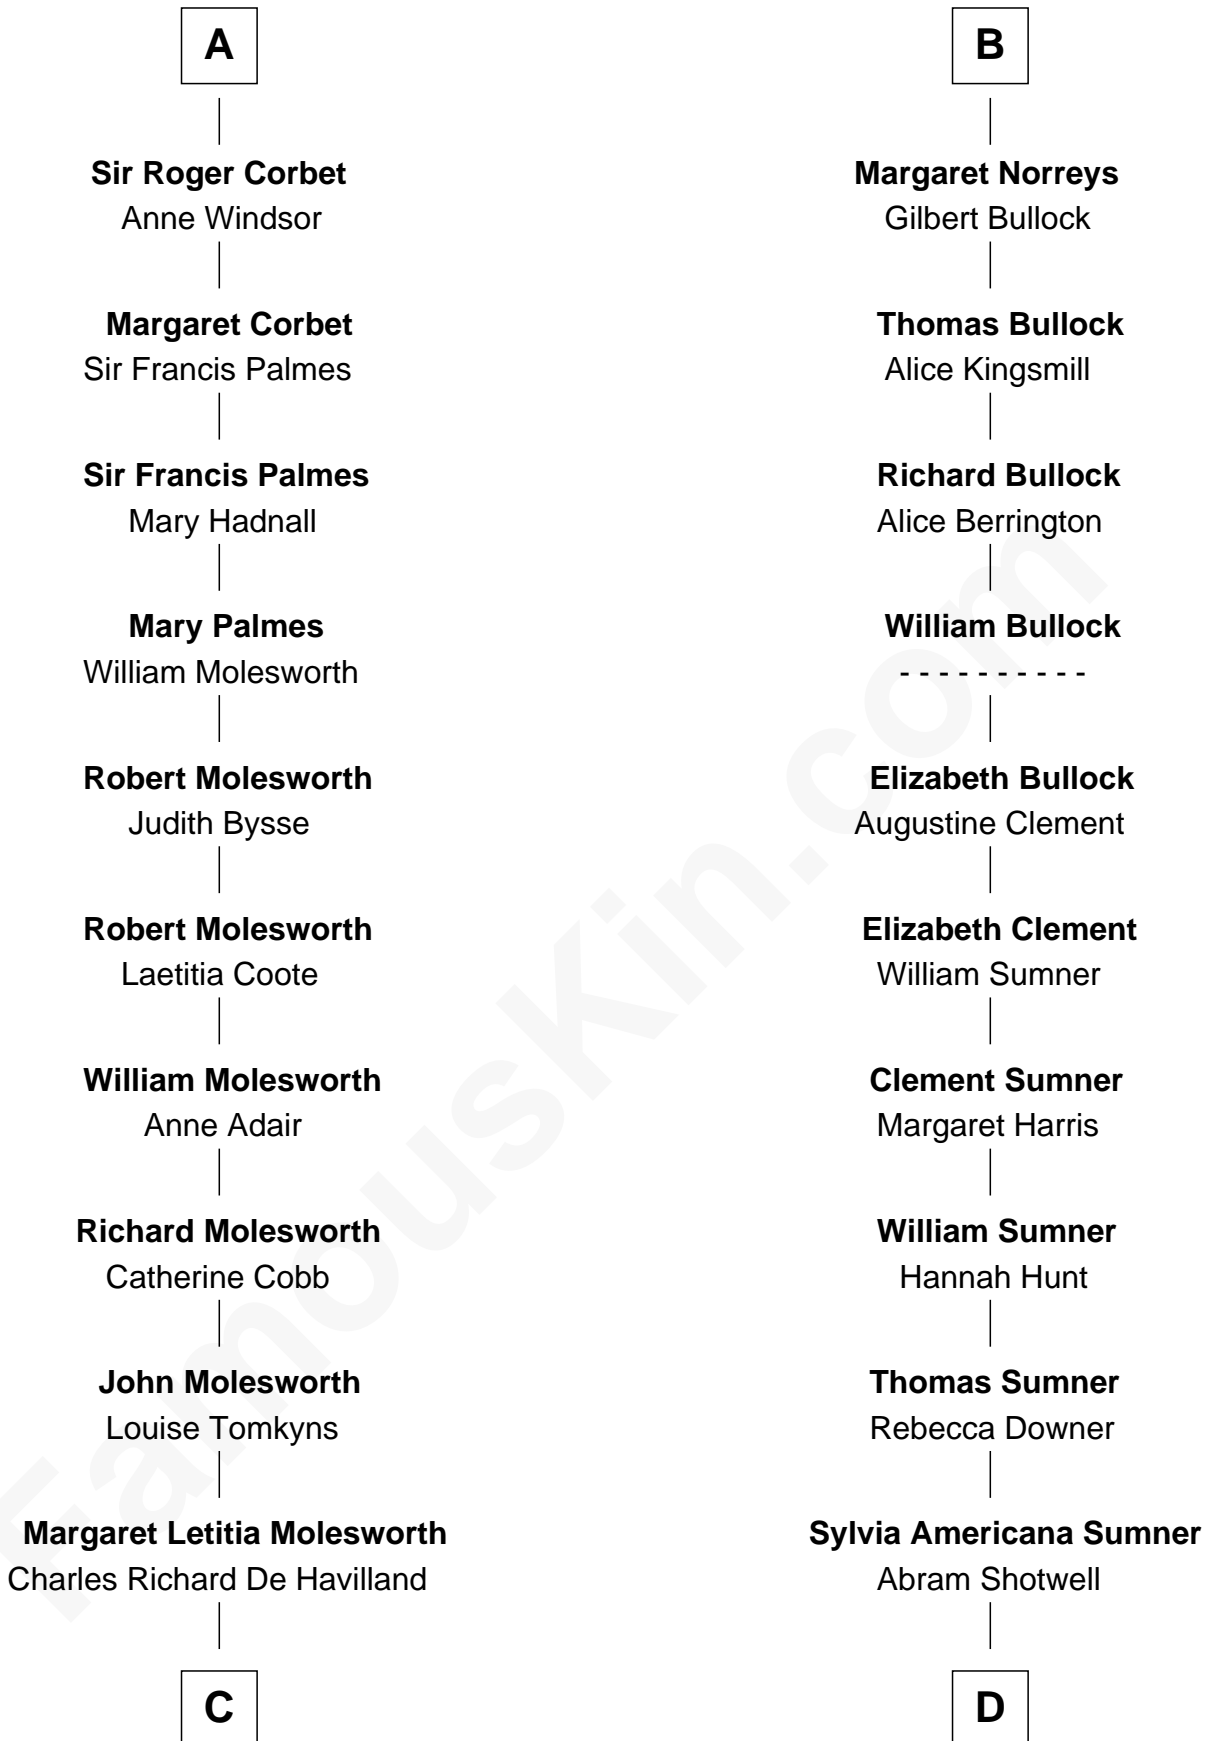 A
Sir Roger Corbet
Anne Windsor
Margaret Corbet
Sir Francis Palmes
Sir Francis Palmes
Mary Hadnall
Mary Palmes
William Molesworth
Robert Molesworth
Judith Bysse
Robert Molesworth
Laetitia Coote
William Molesworth
Anne Adair
Richard Molesworth
Catherine Cobb
John Molesworth
Louise Tomkyns
Margaret Letitia Molesworth
Charles Richard De Havilland
C
B
Margaret Norreys
Gilbert Bullock
Thomas Bullock
Alice Kingsmill
Richard Bullock
Alice Berrington
William Bullock
- - - - - - - - - -
Elizabeth Bullock
Augustine Clement
Elizabeth Clement
William Sumner
Clement Sumner
Margaret Harris
William Sumner
Hannah Hunt
Thomas Sumner
Rebecca Downer
Sylvia Americana Sumner
Abram Shotwell
D
FamousKin.com